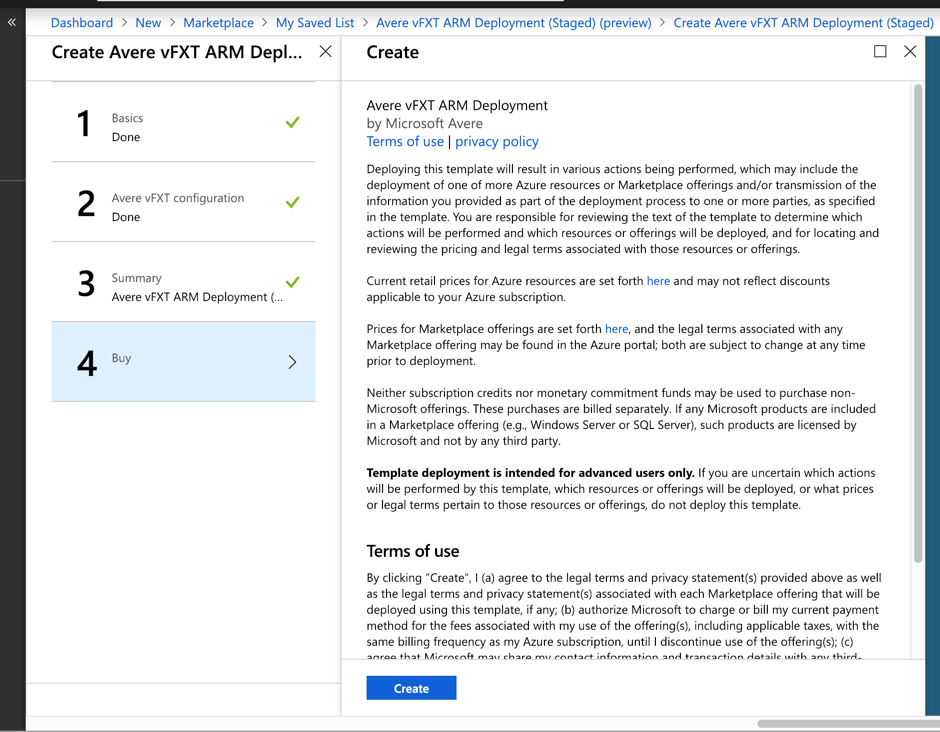 Dashboard > New > Marketplace > My Saved List > Avere vFXT ARM Deployment (Staged) (preview) > Create Avere vFXT ARM Deployment (Staged)
Create Avere vFXT ARM Depl...
1
Basics
Done
2
Avere vFXT configuration
Done
3
Summary
Avere vFXT ARM Deployment (...
4
Buy
Create
Avere vFXT ARM Deployment
by Microsoft Avere
Terms of use | privacy policy
Deploying this template will result in various actions being performed, which may include the
deployment of one of more Azure resources or Marketplace offerings and/or transmission of the
information you provided as part of the deployment process to one or more parties, as specified
in the template. You are responsible for reviewing the text of the template to determine which
actions will be performed and which resources or offerings will be deployed, and for locating and
reviewing the pricing and legal terms associated with those resources or offerings.
Current retail prices for Azure resources are set forth here and may not reflect discounts
applicable to your Azure subscription.
Prices for Marketplace offerings are set forth here, and the legal terms associated with any
Marketplace offering may be found in the Azure portal; both are subject to change at any time
prior to deployment.
Neither subscription credits nor monetary commitment funds may be used to purchase non-
Microsoft offerings. These purchases are billed separately. If any Microsoft products are included
in a Marketplace offering (e.g., Windows Server or SQL Server), such products are licensed by
Microsoft and not by any third party.
Template deployment is intended for advanced users only. If you are uncertain which actions
will be performed by this template, which resources or offerings will be deployed, or what prices
or legal terms pertain to those resources or offerings, do not deploy this template.
Terms of use
By clicking "Create", I (a) agree to the legal terms and privacy statement(s) provided above as well
as the legal terms and privacy statement(s) associated with each Marketplace offering that will be
deployed using this template, if any; (b) authorize Microsoft to charge or bill my current payment
method for the fees associated with my use of the offering(s), including applicable taxes, with the
same billing frequency as my Azure subscription, until I discontinue use of the offering(s); (c)
agree that Microsoft may share my contact information and transaction details with any third-
Create